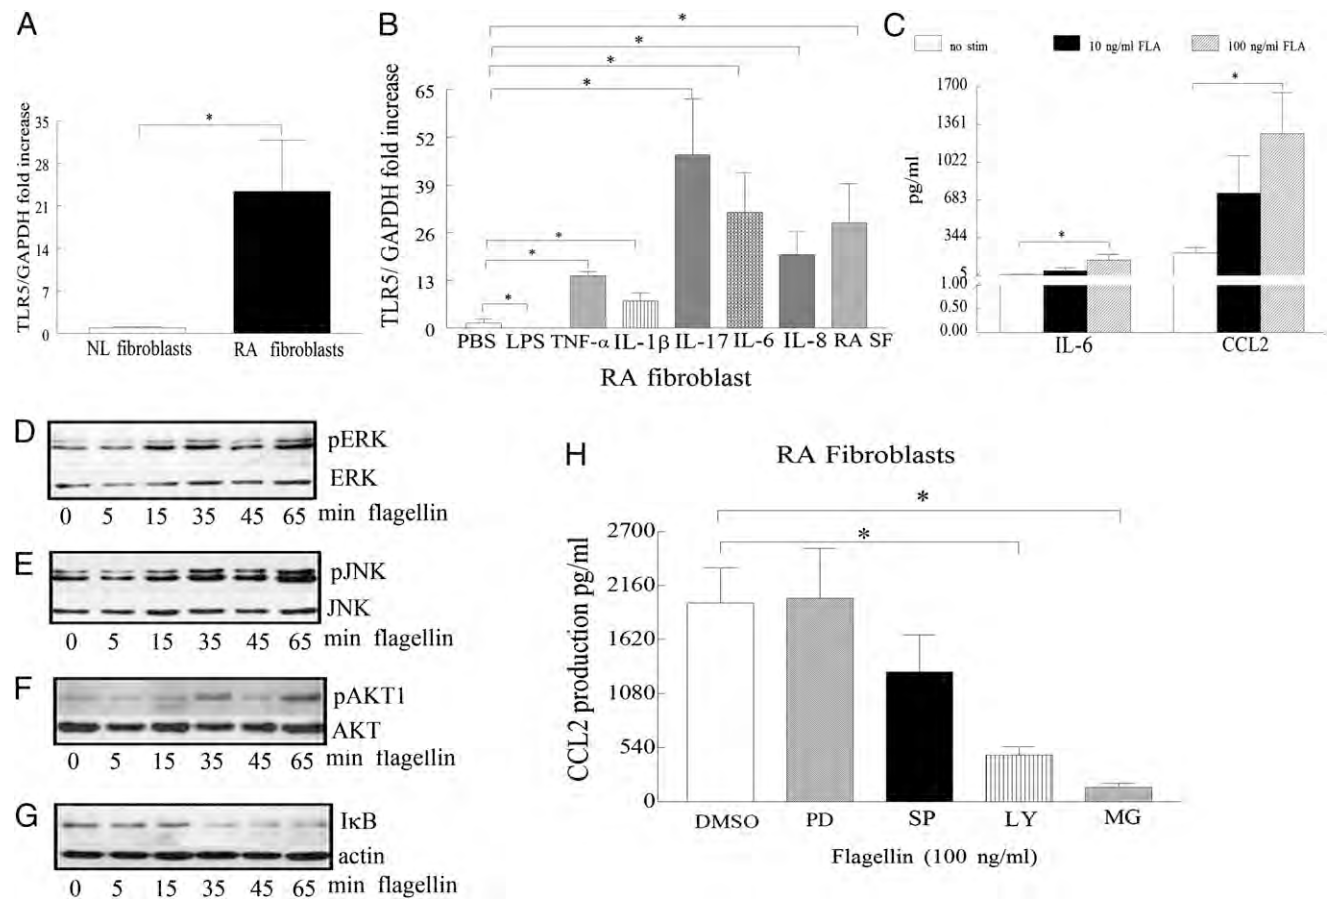 A
TLR5/GAPDH fold increase
35
28
21
14
7
0
*
NL fibroblasts RA fibroblasts
B
TLR5/ GAPDH fold increase
65
52
39
26
13
0
*
*
*
*
*
*
*
PBS LPS TNF-α IL-1β IL-17 IL-6 IL-8 RA SF
RA fibroblast
C
no stim 10 ng/ml FLA 100 ng/ml FLA
pg/ml
1700
1361
1022
683
344
5
1.00
0.50
0.00
*
*
IL-6 CCL2
D
pERK
ERK
0 5 15 35 45 65 min flagellin
E
pJNK
JNK
0 5 15 35 45 65 min flagellin
F
pAKT1
AKT
0 5 15 35 45 65 min flagellin
G
IκB
actin
0 5 15 35 45 65 min flagellin
H
RA Fibroblasts
CCL2 production pg/ml
2700
2160
1620
1080
540
0
*
*
DMSO PD SP LY MG
Flagellin (100 ng/ml)